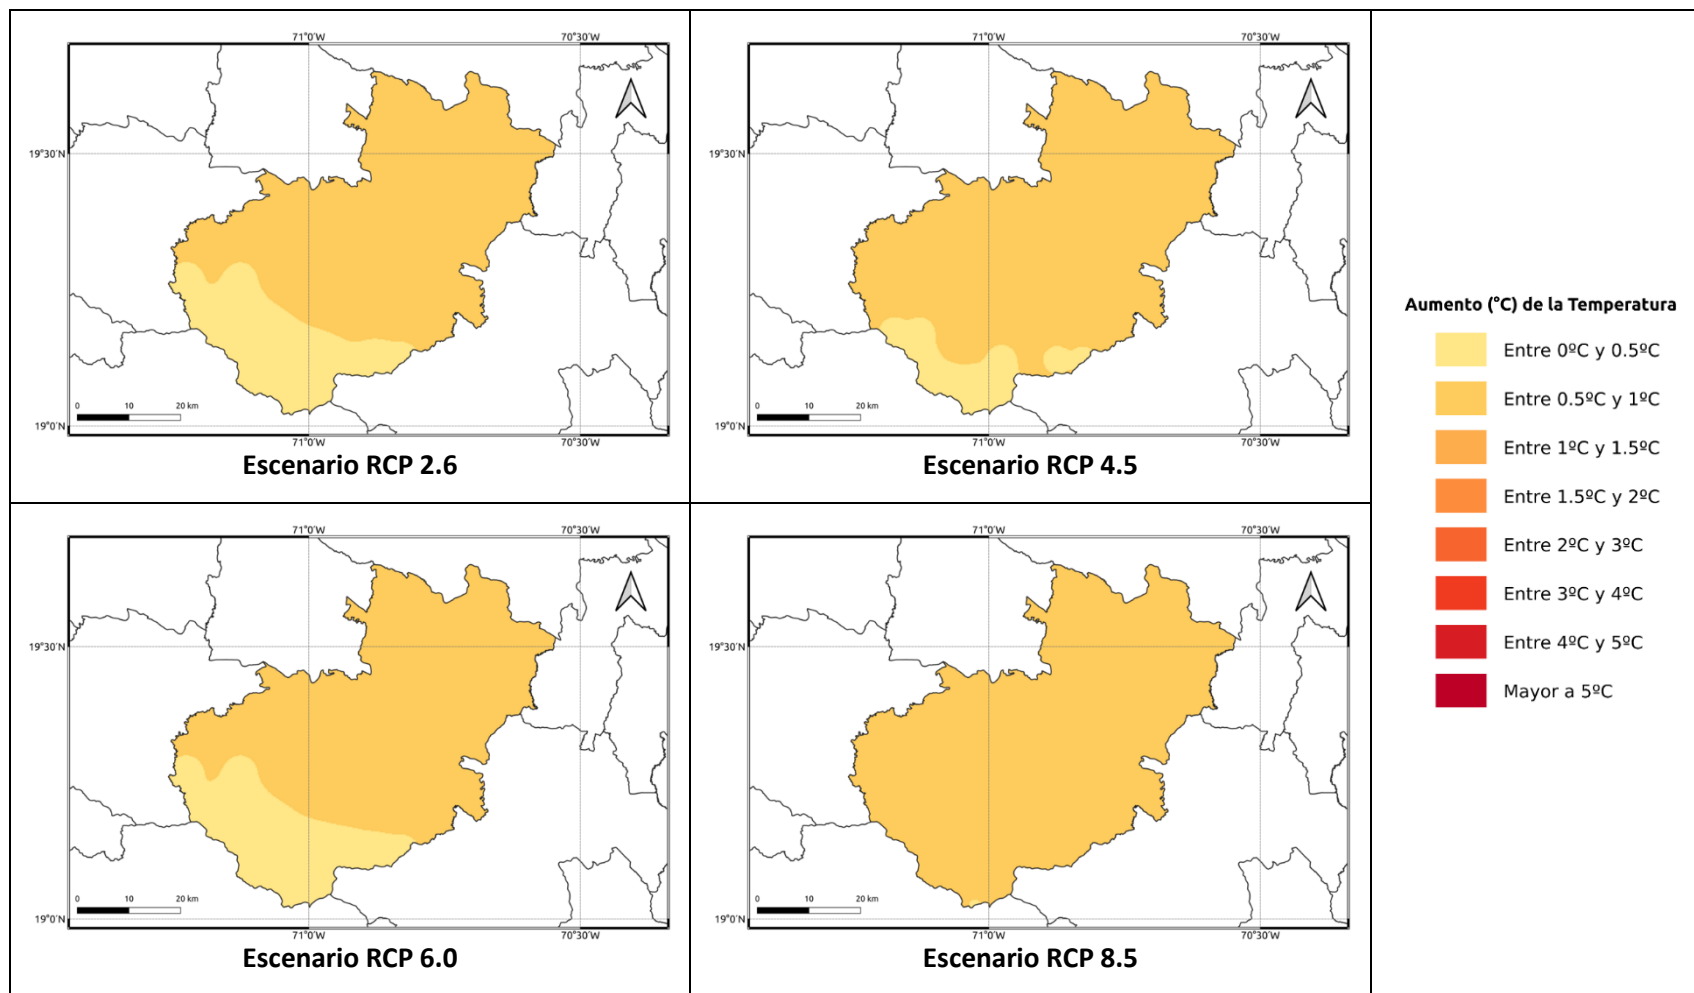 71°0'W 70°30'W
19°30'N
19°0'N
0 10 20 km
71°0'W 70°30'W
Escenario RCP 2.6
71°0'W 70°30'W
19°30'N
19°0'N
0 10 20 km
71°0'W 70°30'W
Escenario RCP 4.5
71°0'W 70°30'W
19°30'N
19°0'N
0 10 20 km
71°0'W 70°30'W
Escenario RCP 6.0
71°0'W 70°30'W
19°30'N
19°0'N
0 10 20 km
71°0'W 70°30'W
Escenario RCP 8.5
Aumento (°C) de la Temperatura
Entre 0ºC y 0.5ºC
Entre 0.5ºC y 1ºC
Entre 1ºC y 1.5ºC
Entre 1.5ºC y 2ºC
Entre 2ºC y 3ºC
Entre 3ºC y 4ºC
Entre 4ºC y 5ºC
Mayor a 5ºC